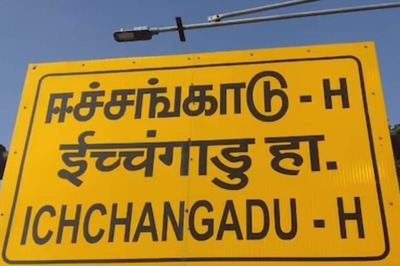 ஈச்சங்காடு - H
ईच्चंगाडु हा.
ICHCHANGADU - H